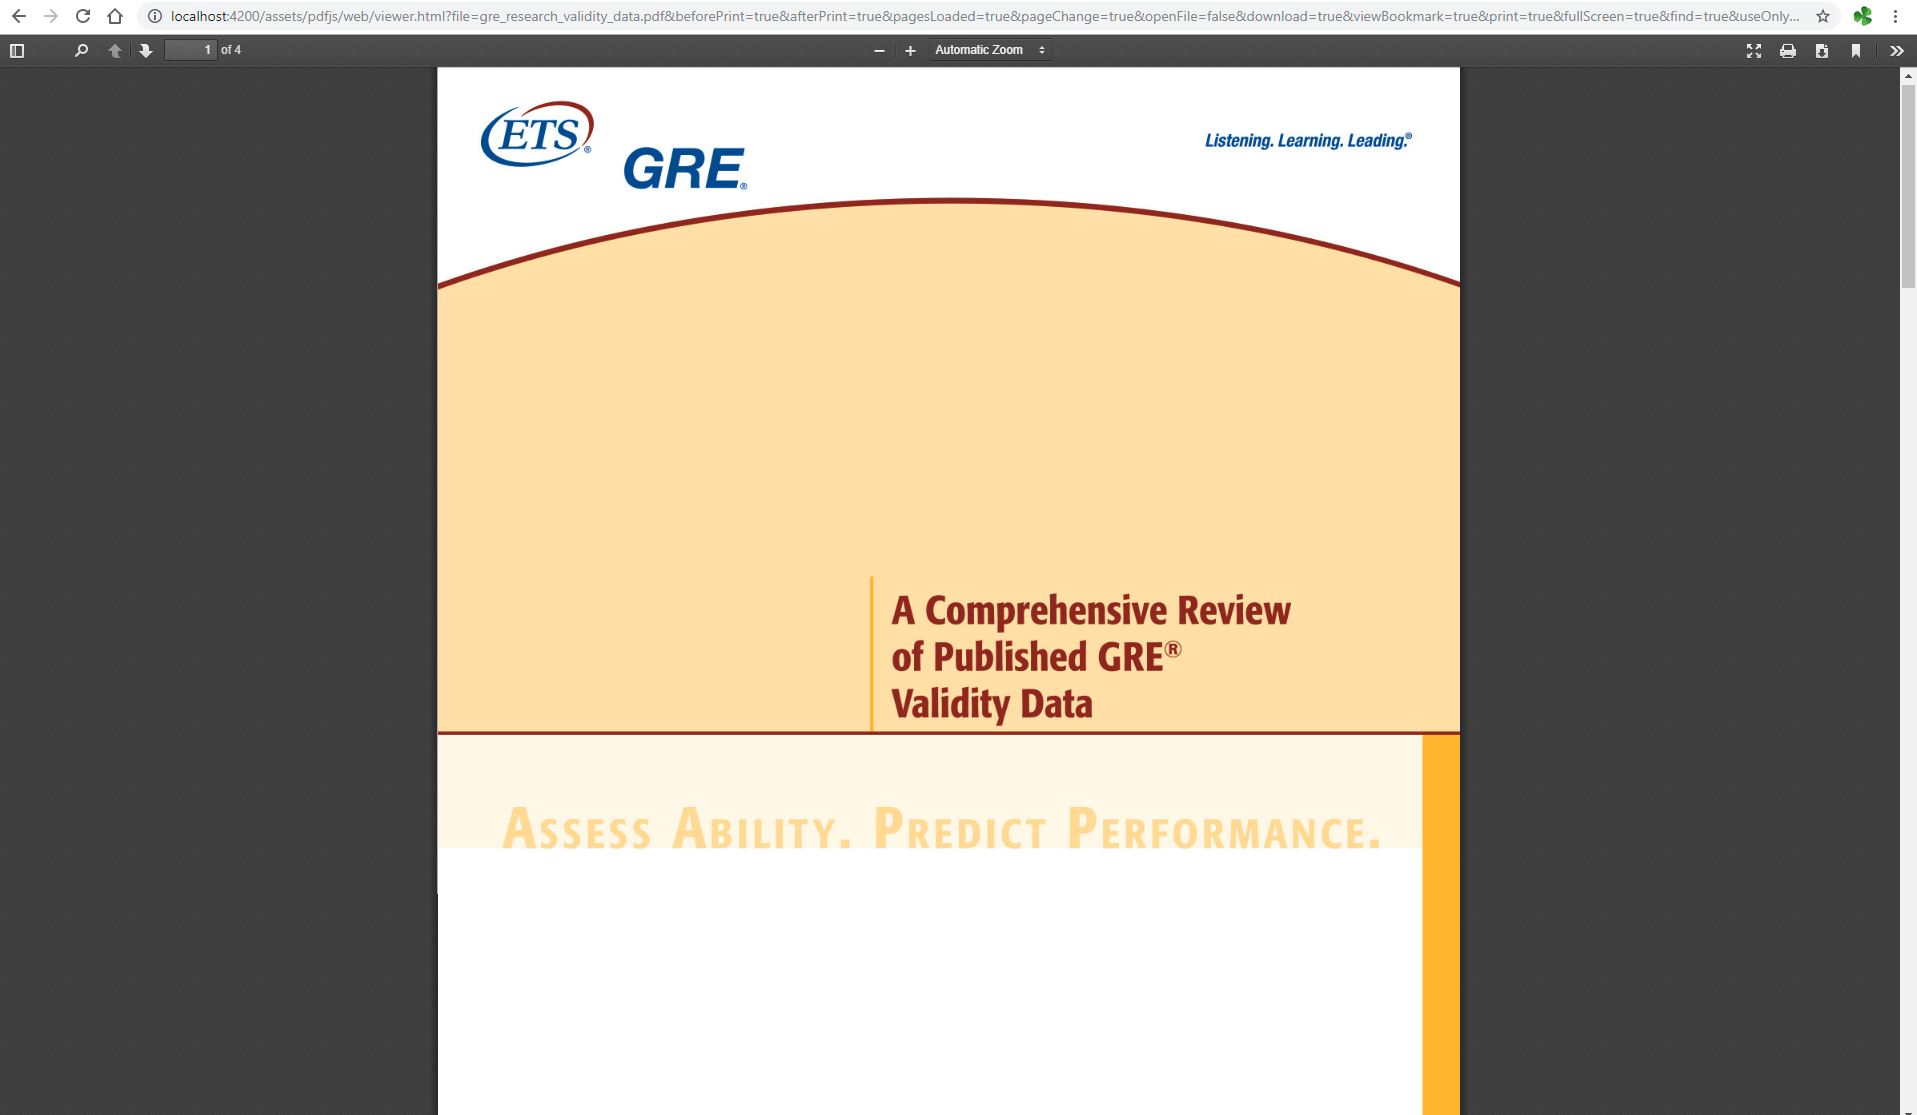 localhost:4200/assets/pdfjs/web/viewer.html?file=gre_research_validity_data.pdf&beforePrint=true&afterPrint=true&pagesLoaded=true&pageChange=true&openFile=false&download=true&viewBookmark=true&print=true&fullScreen=true&find=true&useOnly...
1 of 4
Automatic Zoom
ETS®
GRE®
Listening. Learning. Leading.®
A Comprehensive Review
of Published GRE®
Validity Data
ASSESS ABILITY. PREDICT PERFORMANCE.